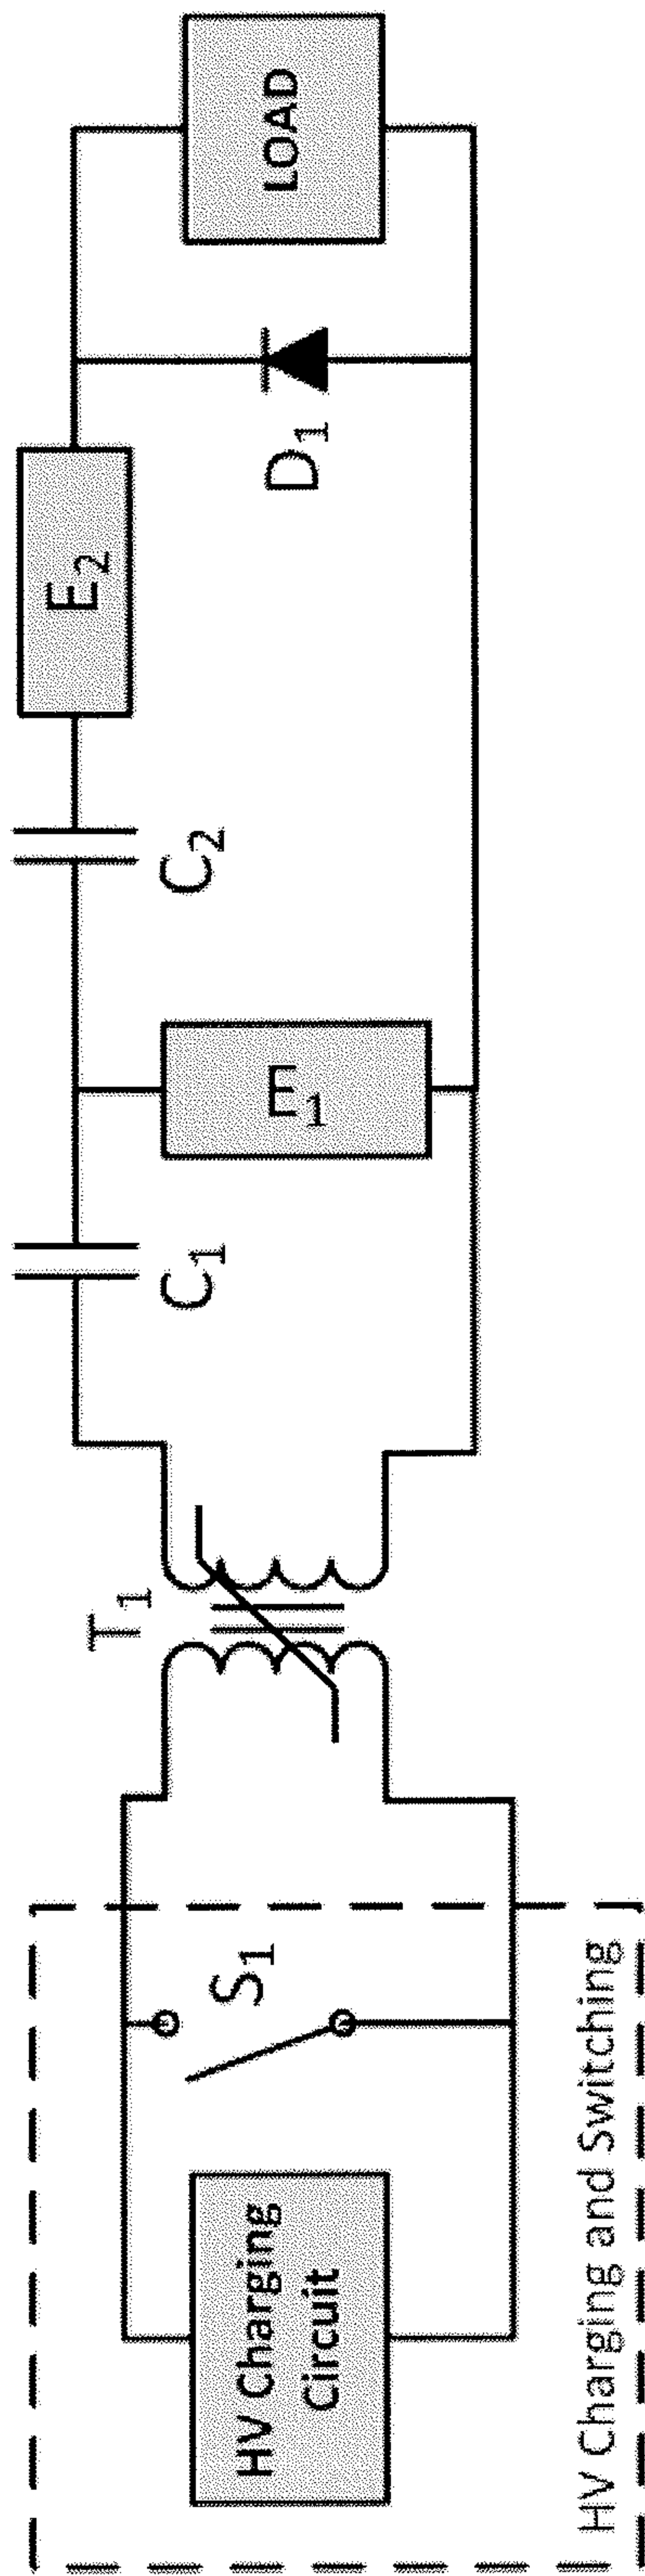 HV Charging
Circuit
S₁
HV Charging and Switching
T₁
C₁
E₁
C₂
E₂
D₁
LOAD